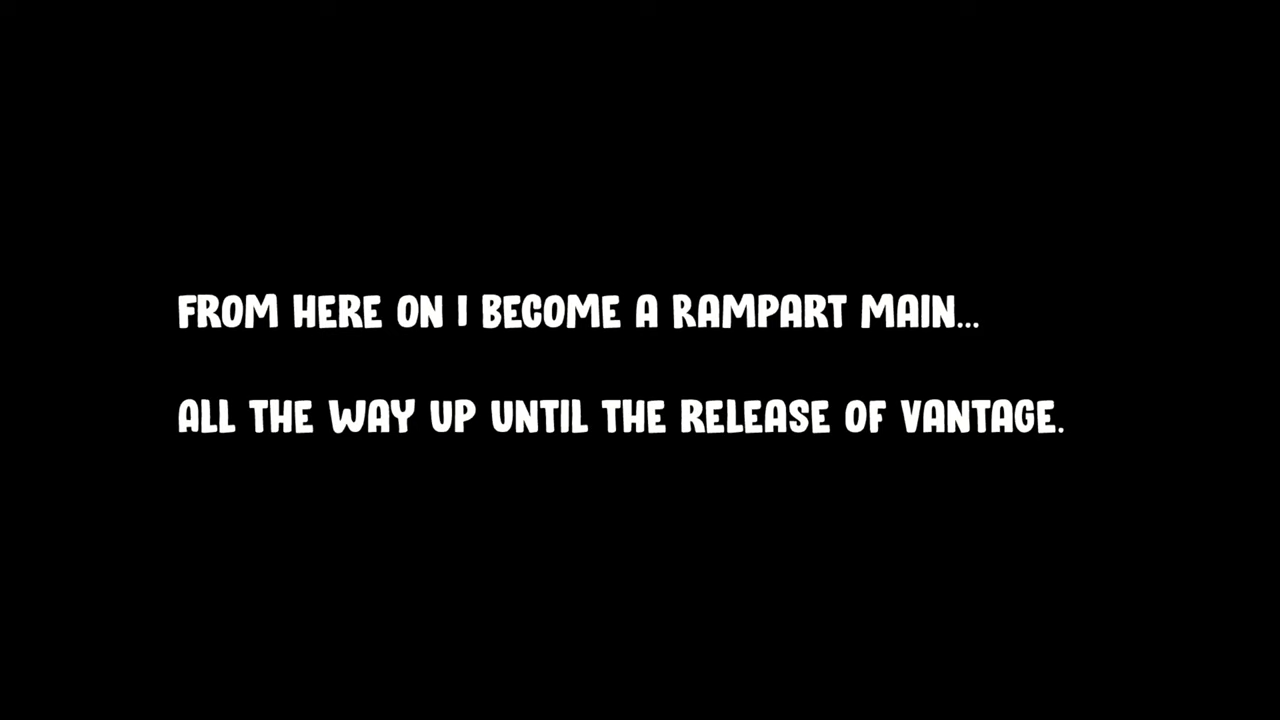 FROM HERE ON I BECOME A RAMPART MAIN...
ALL THE WAY UP UNTIL THE RELEASE OF VANTAGE.